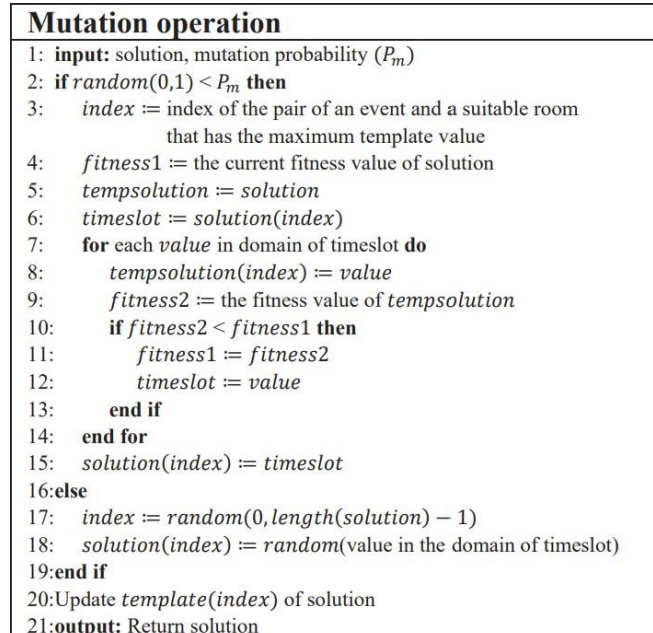 Mutation operation
1: input: solution, mutation probability (Pₘ)
2: if random(0,1) < Pₘ then
3: index := index of the pair of an event and a suitable room
that has the maximum template value
4: fitness1 := the current fitness value of solution
5: tempsolution := solution
6: timeslot := solution(index)
7: for each value in domain of timeslot do
8: tempsolution(index) := value
9: fitness2 := the fitness value of tempsolution
10: if fitness2 < fitness1 then
11: fitness1 := fitness2
12: timeslot := value
13: end if
14: end for
15: solution(index) := timeslot
16:else
17: index := random(0, length(solution) − 1)
18: solution(index) := random(value in the domain of timeslot)
19:end if
20:Update template(index) of solution
21:output: Return solution